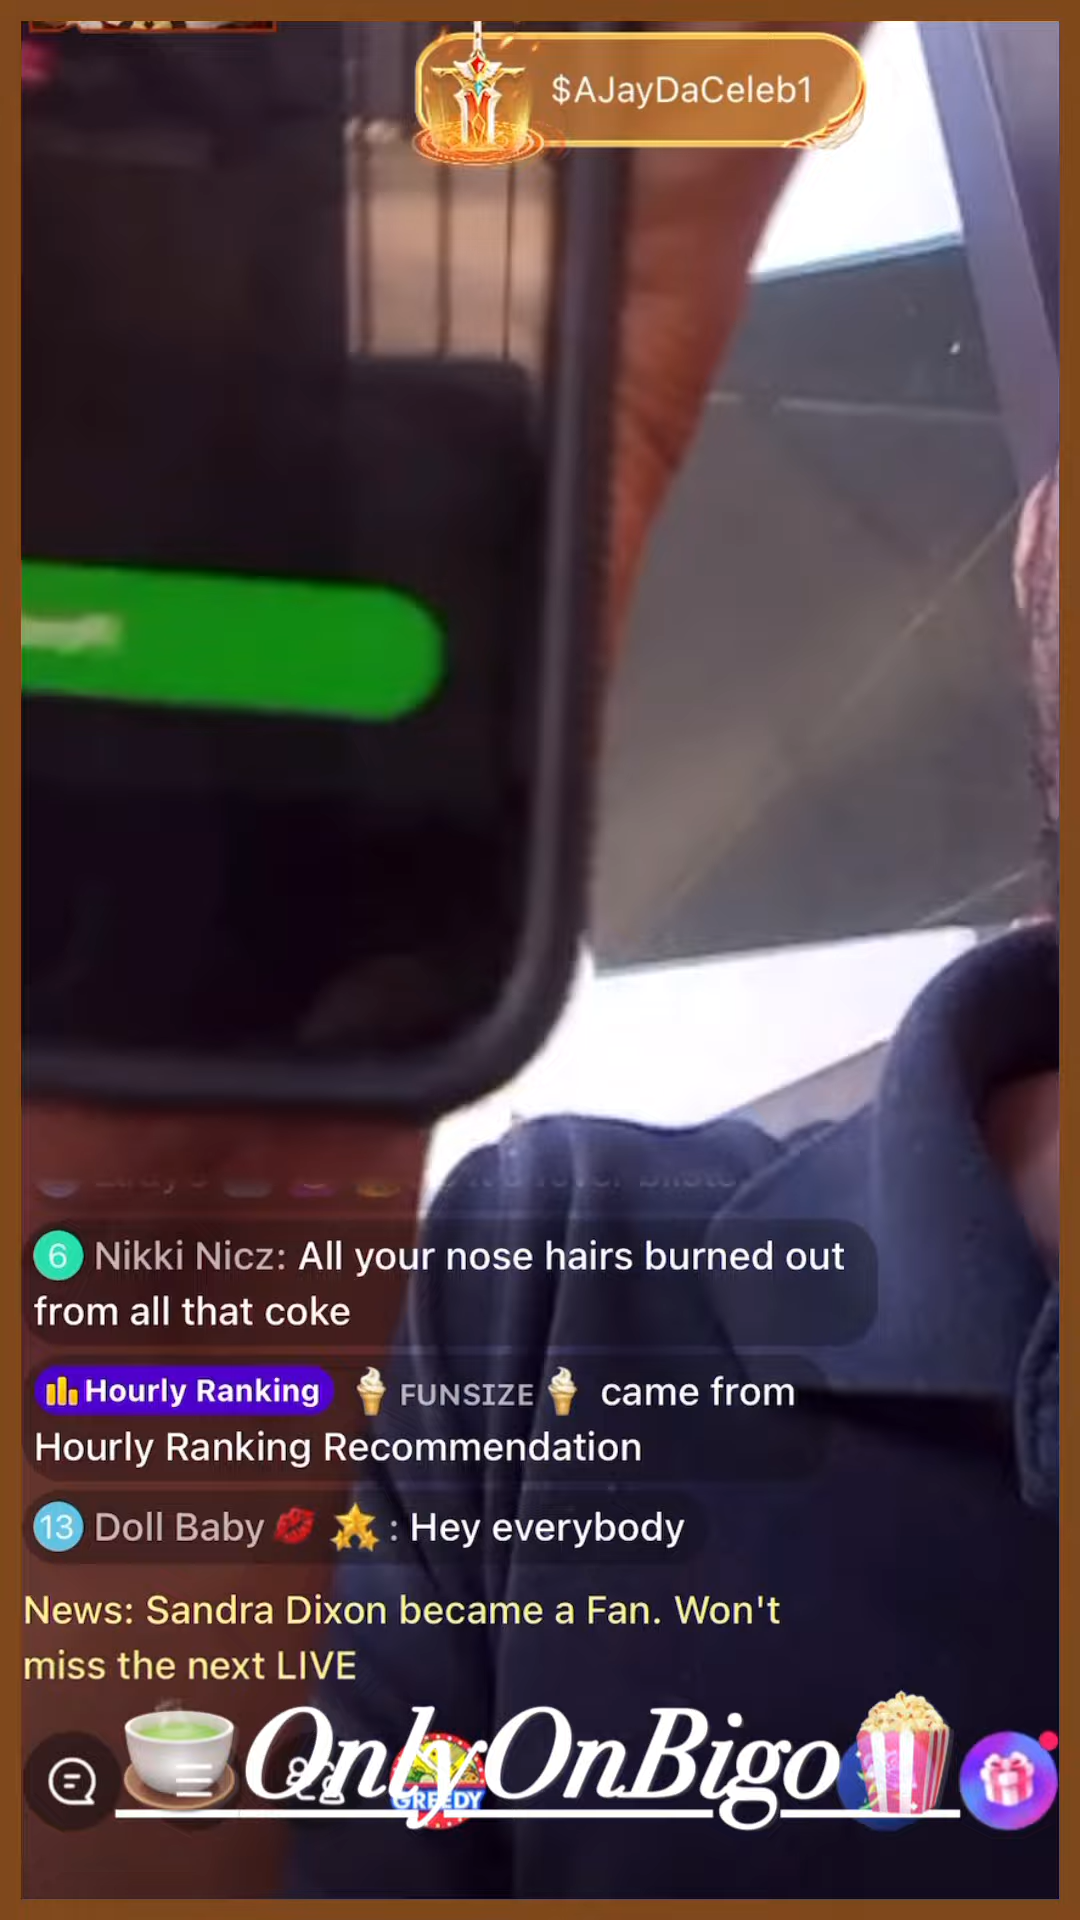 $AJayDaCeleb1
6 Nikki Nicz: All your nose hairs burned out
from all that coke
Hourly Ranking 🍦 FUNSIZE 🍦 came from
Hourly Ranking Recommendation
13 Doll Baby 💋 🌟 : Hey everybody
News: Sandra Dixon became a Fan. Won't
miss the next LIVE
OnlyOnBigo
GREEDY